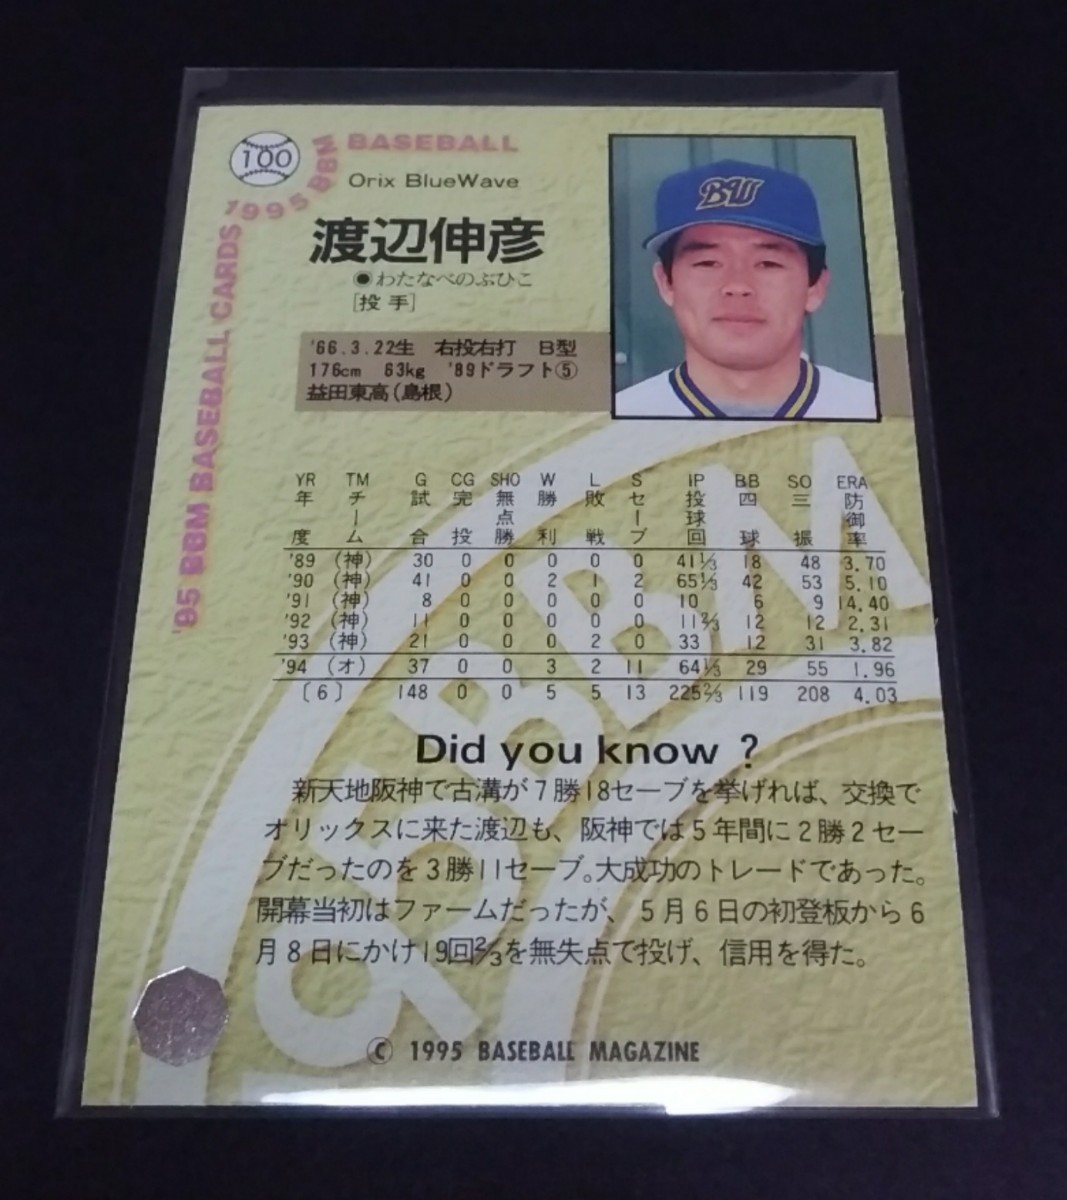 100
'95 BBM BASEBALL CARDS 1995 BBM BASEBALL
BW
Orix BlueWave
渡辺伸彦
●わたなべのぶひこ
[投手]
'66.3.22生 右投右打 B型
176cm 63kg '89ドラフト⑤
益田東高(島根)
YR TM G CG SHO W L S IP BB SO ERA
年度 チーム 試合 完投 無点勝 勝利 敗戦 セーブ 投球回 四球 三振 防御率
'89 (神) 30 0 0 0 0 0 41⅓ 18 48 3.70
'90 (神) 41 0 0 2 1 2 65⅓ 42 53 5.10
'91 (神) 8 0 0 0 0 0 10 6 9 14.40
'92 (神) 11 0 0 0 0 0 11⅔ 12 12 2.31
'93 (神) 21 0 0 0 2 0 33 12 31 3.82
'94 (オ) 37 0 0 3 2 11 64⅓ 29 55 1.96
〔6〕 148 0 0 5 5 13 225⅔ 119 208 4.03
Did you know ?
新天地阪神で古溝が7勝18セーブを挙げれば、交換で
オリックスに来た渡辺も、阪神では5年間に2勝2セー
ブだったのを3勝11セーブ。大成功のトレードであった。
開幕当初はファームだったが、5月6日の初登板から6
月8日にかけ19回⅔を無失点で投げ、信用を得た。
© 1995 BASEBALL MAGAZINE